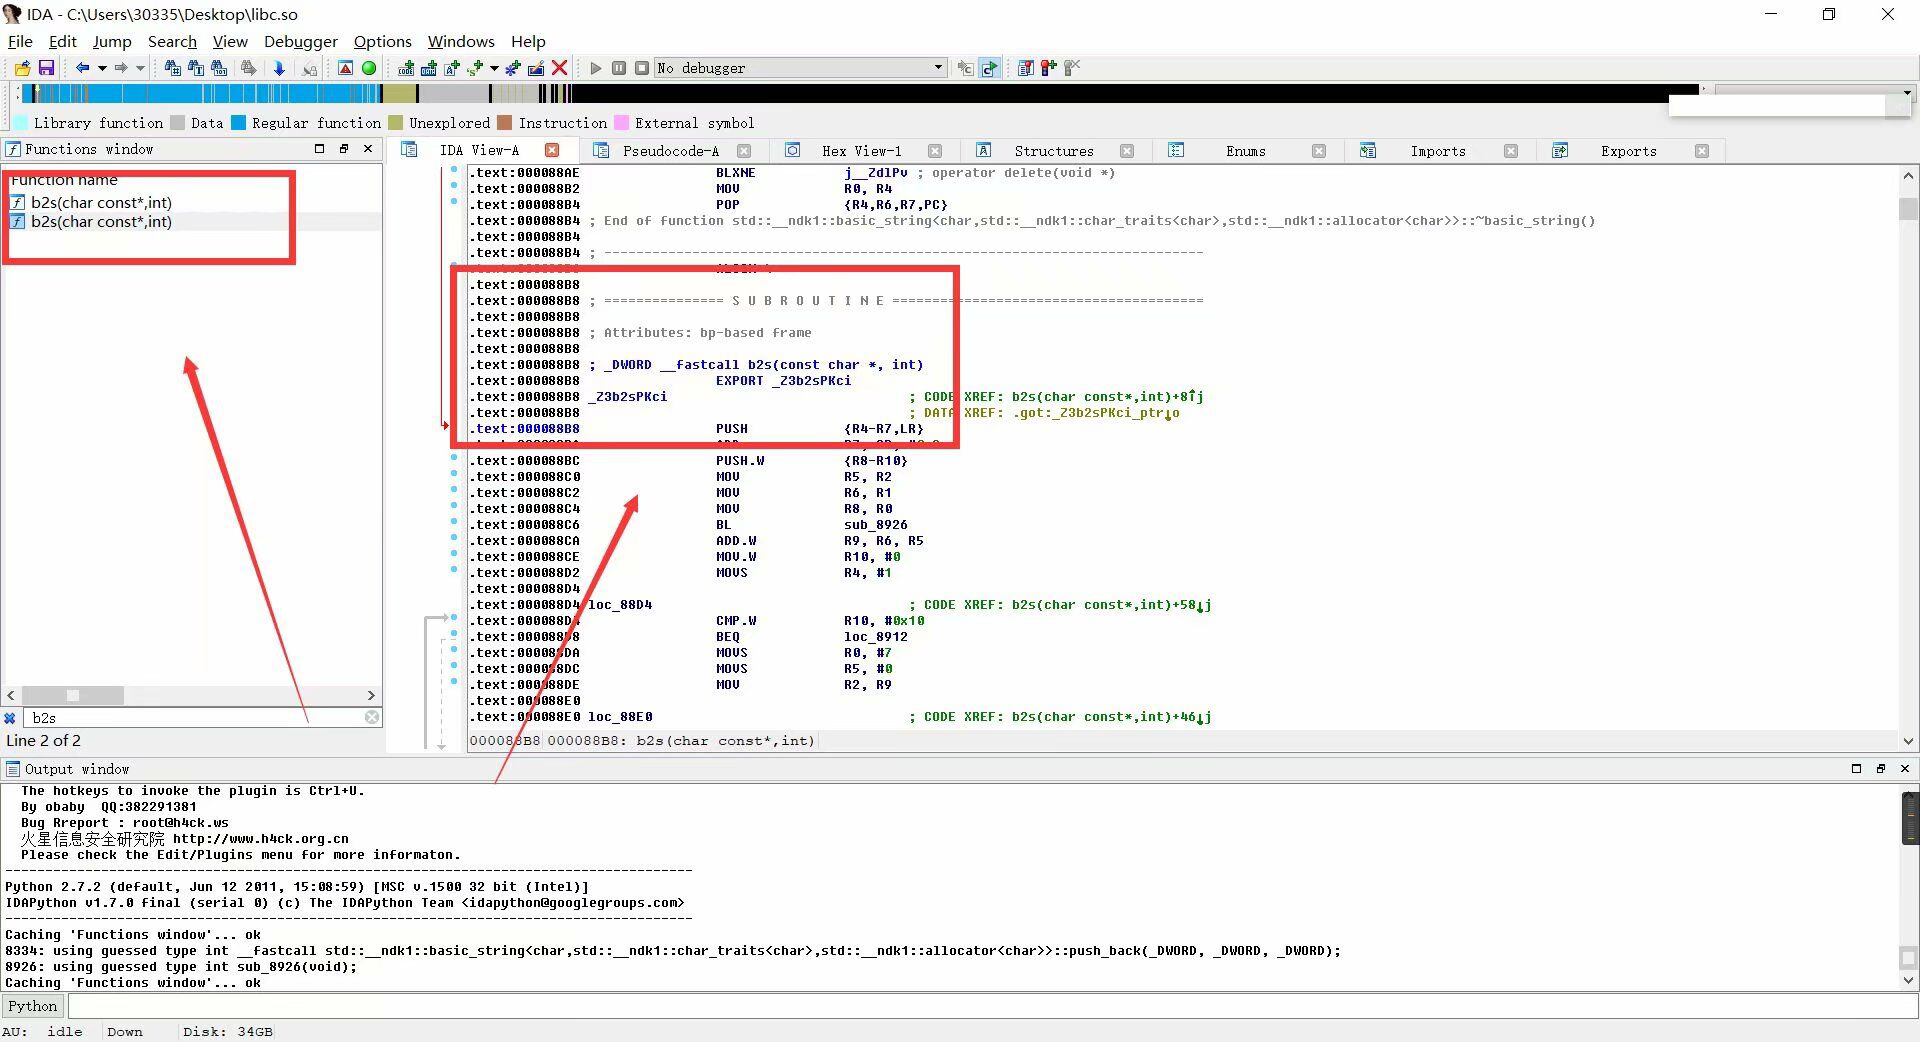 IDA - C:\Users\30335\Desktop\libc.so
File Edit Jump Search View Debugger Options Windows Help
No debugger
Library function Data Regular function Unexplored Instruction External symbol
Functions window
IDA View-A Pseudocode-A Hex View-1 Structures Enums Imports Exports
Function name
b2s(char const*,int)
b2s(char const*,int)
.text:000088AE BLXNE j__ZdlPv ; operator delete(void *)
.text:000088B2 MOV R0, R4
.text:000088B4 POP {R4,R6,R7,PC}
.text:000088B4 ; End of function std::__ndk1::basic_string<char,std::__ndk1::char_traits<char>,std::__ndk1::allocator<char>>::~basic_string()
.text:000088B4
.text:000088B4 ; ---------------------------------------------------------------------------
.text:000088B8
.text:000088B8 ; =============== S U B R O U T I N E =======================================
.text:000088B8
.text:000088B8 ; Attributes: bp-based frame
.text:000088B8
.text:000088B8 ; _DWORD __fastcall b2s(const char *, int)
.text:000088B8 EXPORT _Z3b2sPKci
.text:000088B8 _Z3b2sPKci ; CODE XREF: b2s(char const*,int)+8↑j
.text:000088B8 ; DATA XREF: .got:_Z3b2sPKci_ptr↓o
.text:000088B8 PUSH {R4-R7,LR}
.text:000088BC PUSH.W {R8-R10}
.text:000088C0 MOV R5, R2
.text:000088C2 MOV R6, R1
.text:000088C4 MOV R8, R0
.text:000088C6 BL sub_8926
.text:000088CA ADD.W R9, R6, R5
.text:000088CE MOV.W R10, #0
.text:000088D2 MOVS R4, #1
.text:000088D4
.text:000088D4 loc_88D4 ; CODE XREF: b2s(char const*,int)+58↓j
.text:000088D4 CMP.W R10, #0x10
.text:000088D8 BEQ loc_8912
.text:000088DA MOVS R0, #7
.text:000088DC MOVS R5, #0
.text:000088DE MOV R2, R9
.text:000088E0
.text:000088E0 loc_88E0 ; CODE XREF: b2s(char const*,int)+46↓j
000088B8 000088B8: b2s(char const*,int)
b2s
Line 2 of 2
Output window
The hotkeys to invoke the plugin is Ctrl+U.
By obaby QQ:382291381
Bug Rreport : root@h4ck.ws
火星信息安全研究院 http://www.h4ck.org.cn
Please check the Edit/Plugins menu for more informaton.
---------------------------------------------------------------------------------------
Python 2.7.2 (default, Jun 12 2011, 15:08:59) [MSC v.1500 32 bit (Intel)]
IDAPython v1.7.0 final (serial 0) (c) The IDAPython Team <idapython@googlegroups.com>
---------------------------------------------------------------------------------------
Caching 'Functions window'... ok
8334: using guessed type int __fastcall std::__ndk1::basic_string<char,std::__ndk1::char_traits<char>,std::__ndk1::allocator<char>>::push_back(_DWORD, _DWORD, _DWORD);
8926: using guessed type int sub_8926(void);
Caching 'Functions window'... ok
Python
AU: idle Down Disk: 34GB